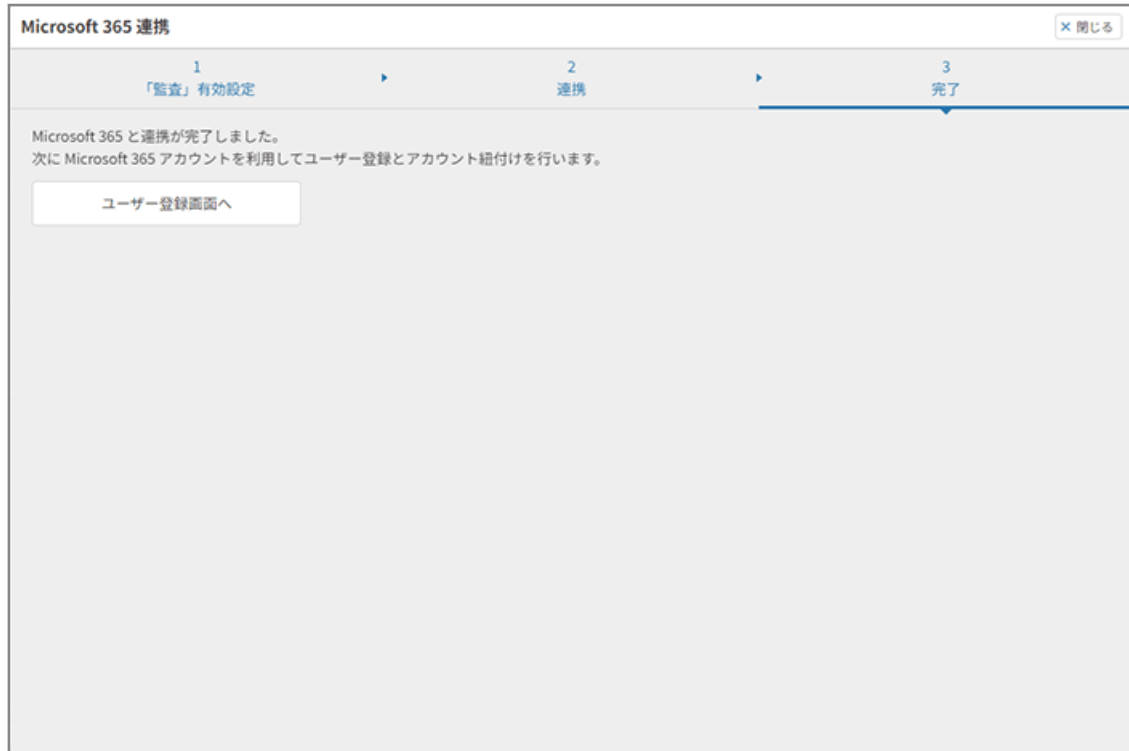 Microsoft 365 連携
× 閉じる
1
「監査」有効設定
2
連携
3
完了
Microsoft 365 と連携が完了しました。
次に Microsoft 365 アカウントを利用してユーザー登録とアカウント紐付けを行います。
ユーザー登録画面へ